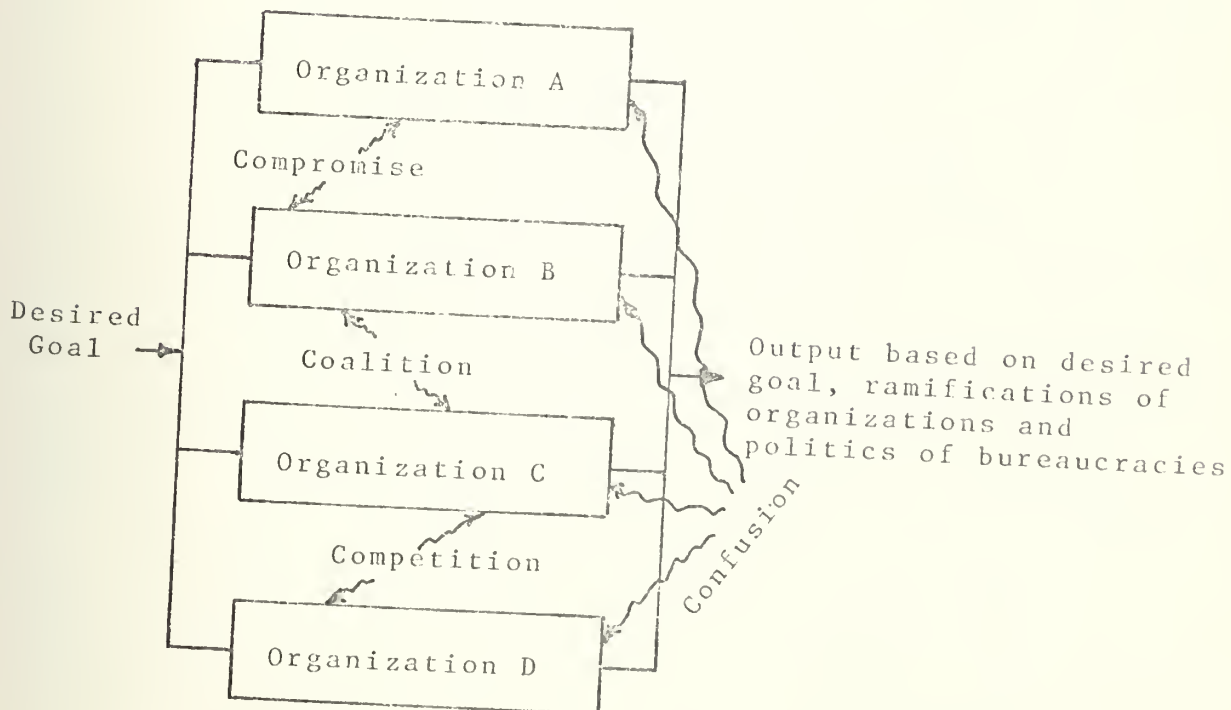 Organization A
Compromise
Organization B
Desired
Goal
Coalition
Output based on desired
goal, ramifications of
organizations and
politics of bureaucracies
Organization C
Competition
Confusion
Organization D